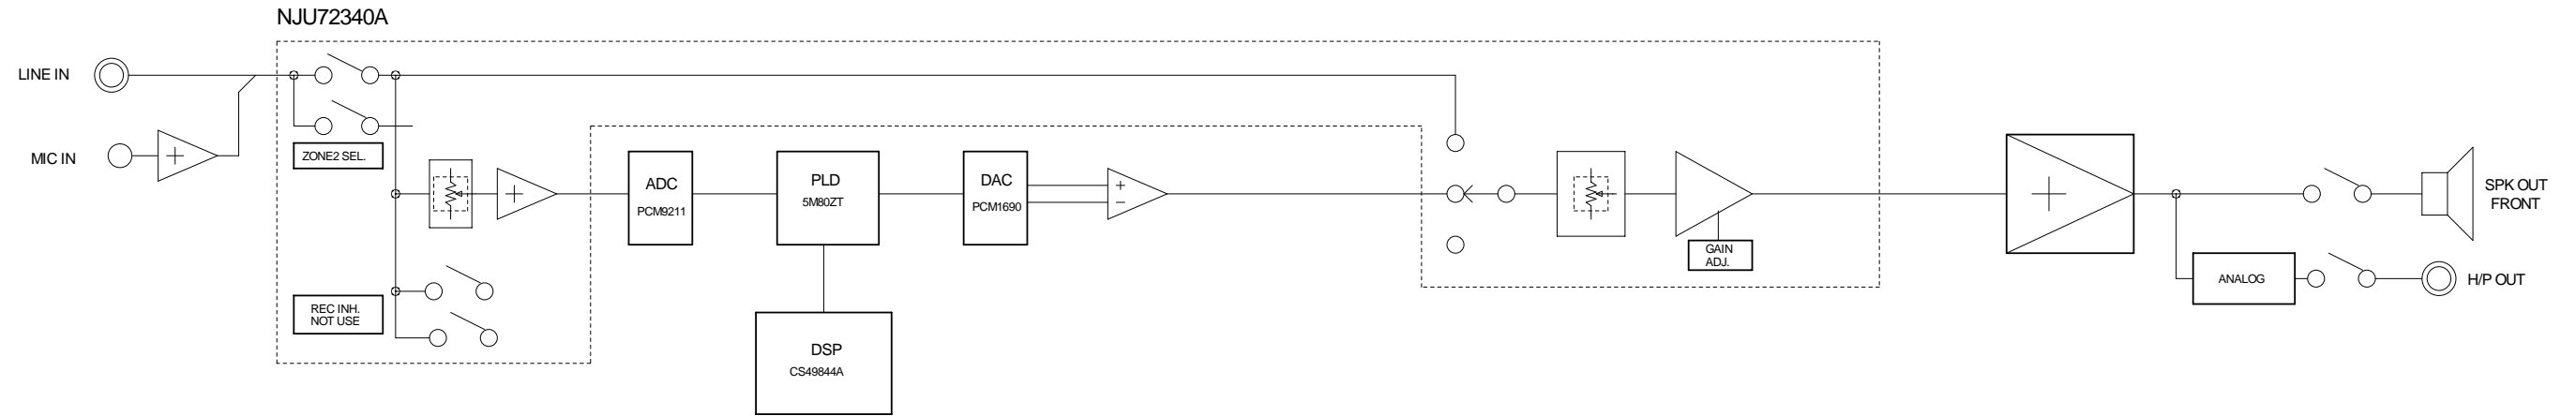 NJU72340A
LINE IN
MIC IN
ZONE2 SEL.
REC INH.
NOT USE
ADC
PCM9211
PLD
5M80ZT
DSP
CS49844A
DAC
PCM1690
+
−
GAIN
ADJ.
ANALOG
SPK OUT
FRONT
H/P OUT